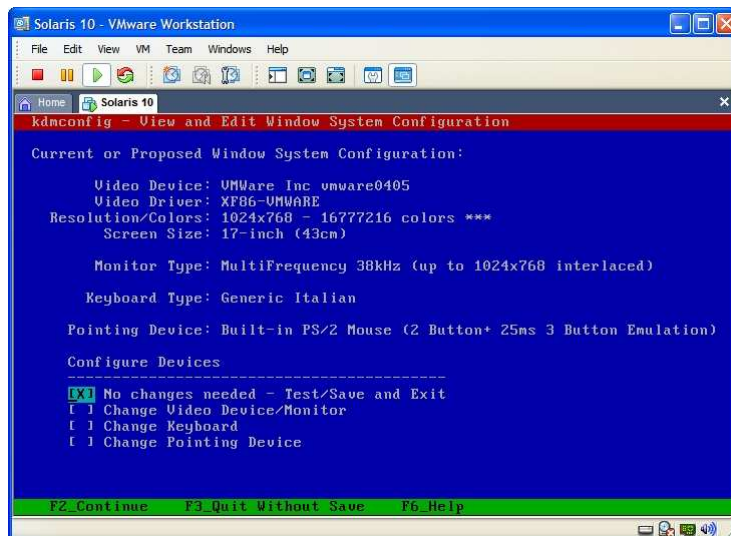 Solaris 10 - VMware Workstation
File Edit View VM Team Windows Help
Home Solaris 10
kdmconfig - View and Edit Window System Configuration
Current or Proposed Window System Configuration:
Video Device: VMWare Inc vmware0405
Video Driver: XF86-VMWARE
Resolution/Colors: 1024x768 - 16777216 colors ***
Screen Size: 17-inch (43cm)
Monitor Type: MultiFrequency 38kHz (up to 1024x768 interlaced)
Keyboard Type: Generic Italian
Pointing Device: Built-in PS/2 Mouse (2 Button+ 25ms 3 Button Emulation)
Configure Devices
------------------------------------------
[X] No changes needed - Test/Save and Exit
[ ] Change Video Device/Monitor
[ ] Change Keyboard
[ ] Change Pointing Device
F2_Continue F3_Quit Without Save F6_Help